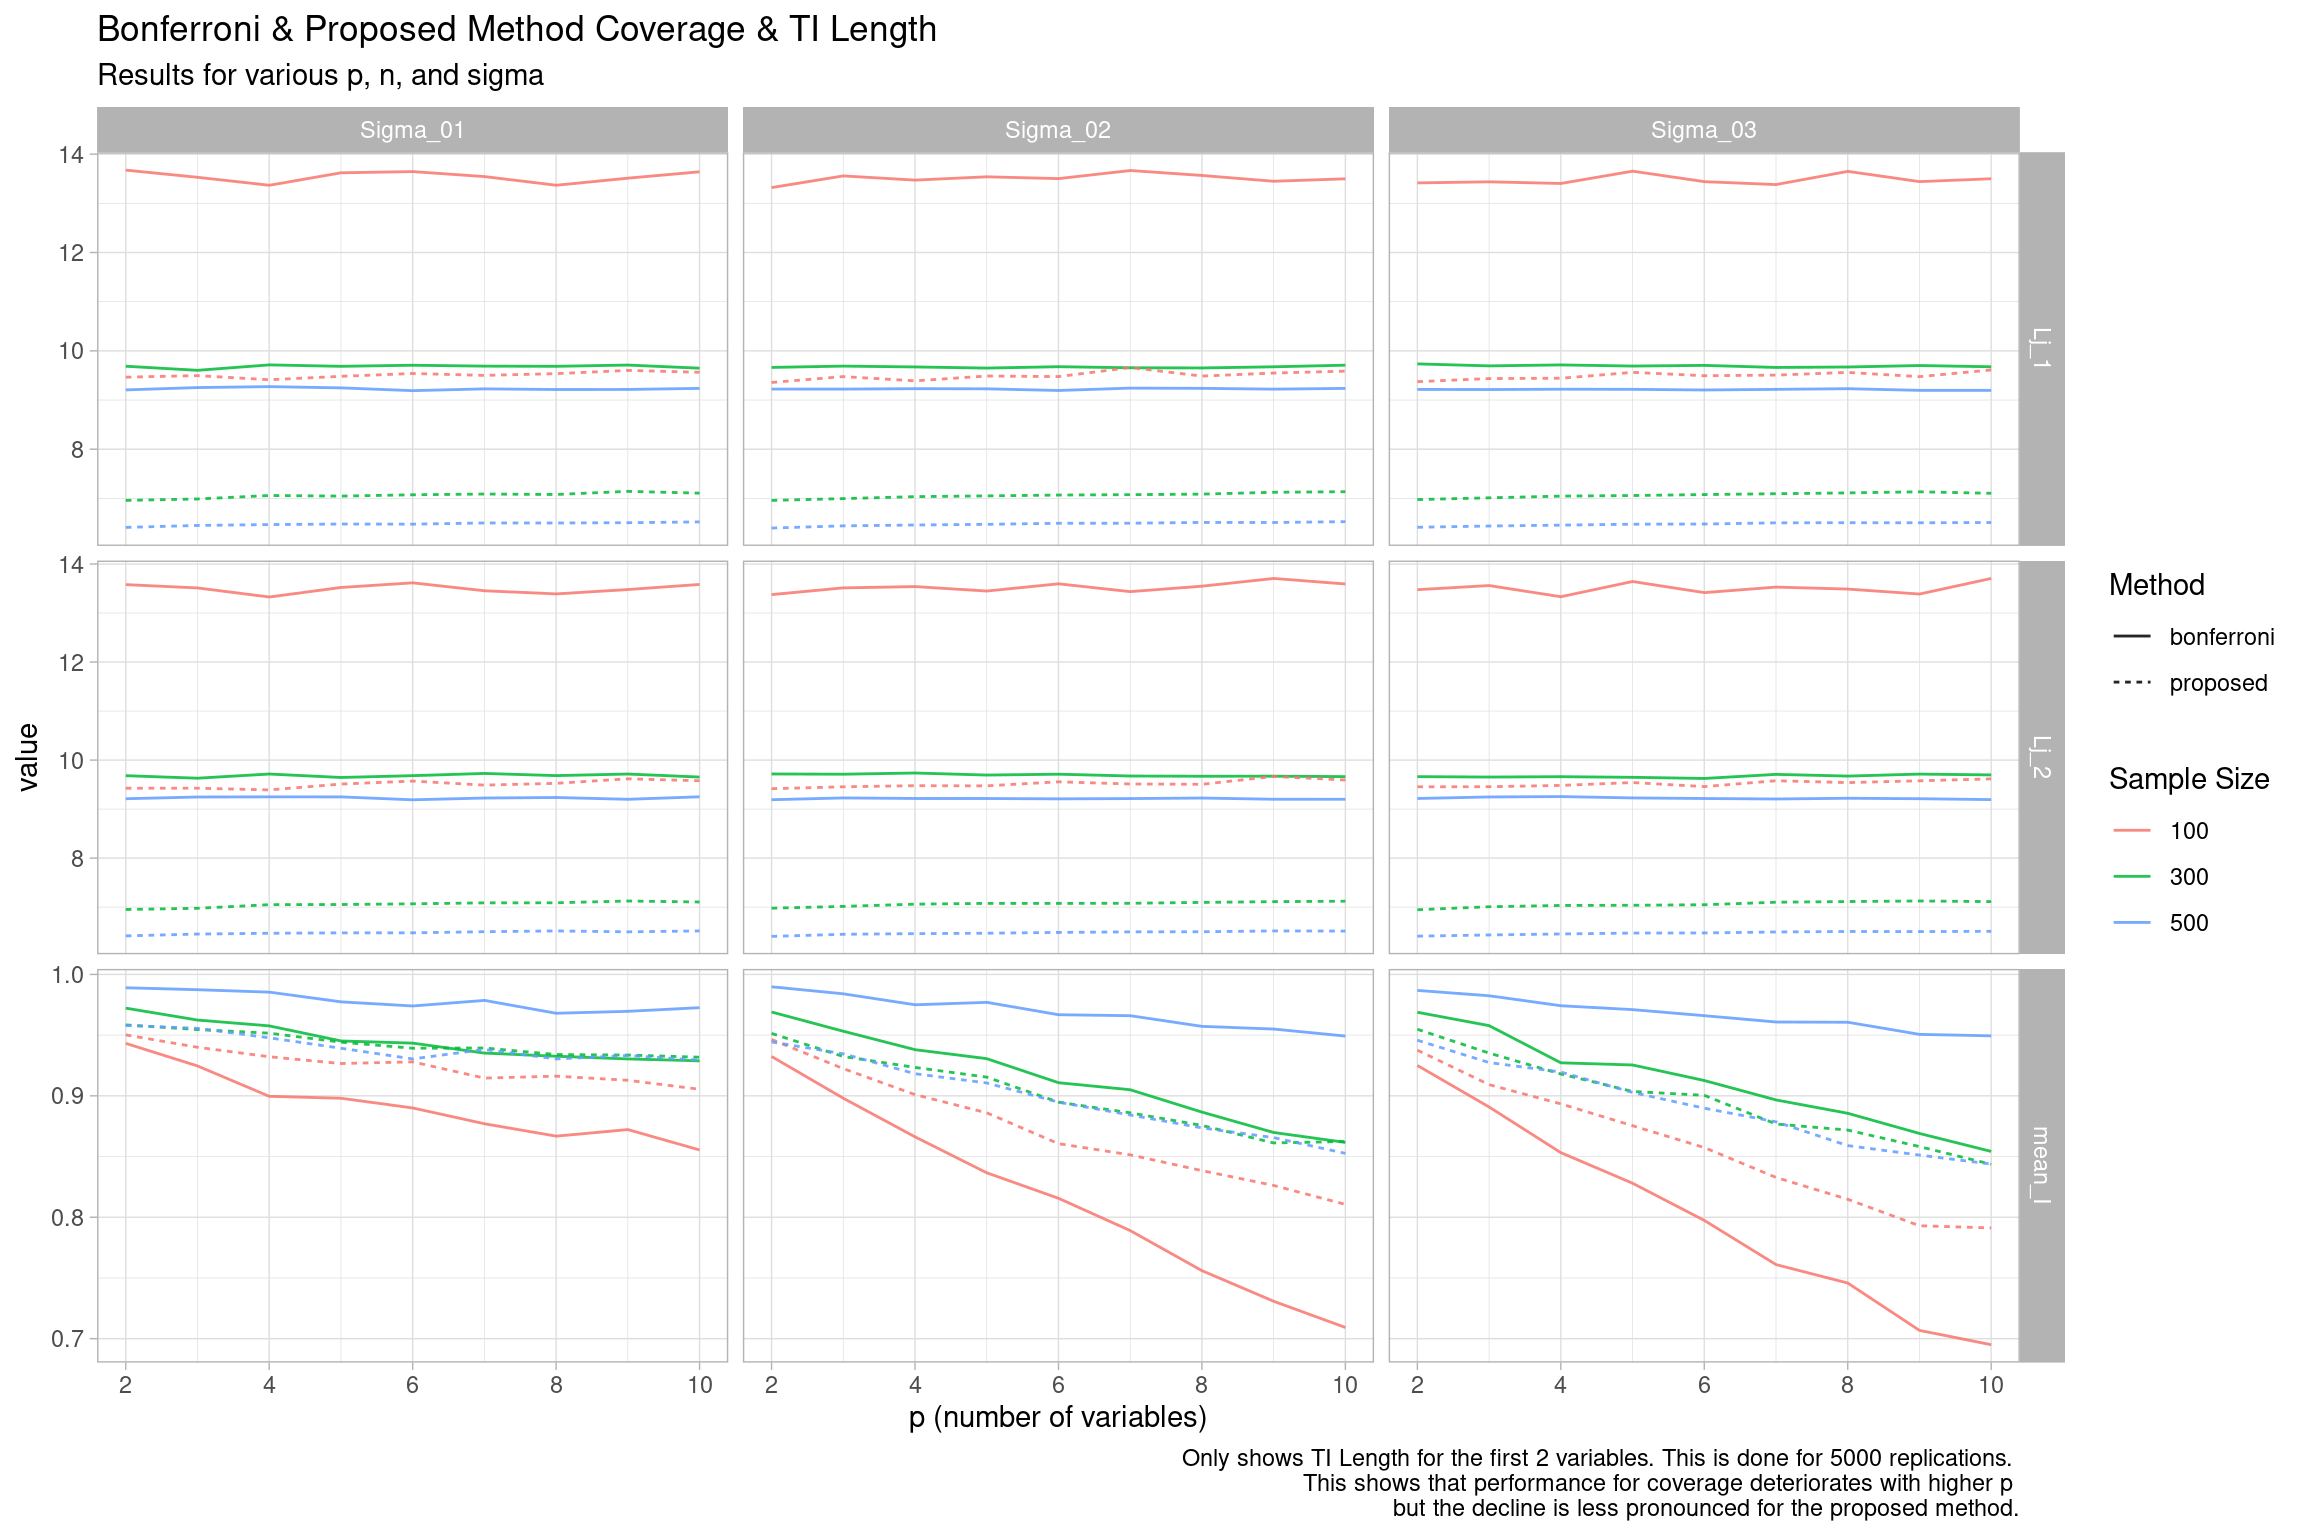 Bonferroni & Proposed Method Coverage & TI Length
Results for various p, n, and sigma
Sigma_01
Sigma_02
Sigma_03
14
12
10
8
Lj_1
14
12
10
8
Lj_2
1.0
0.9
0.8
0.7
mean_I
value
2 4 6 8 10
2 4 6 8 10
2 4 6 8 10
p (number of variables)
Method
bonferroni
proposed
Sample Size
100
300
500
Only shows TI Length for the first 2 variables. This is done for 5000 replications.
This shows that performance for coverage deteriorates with higher p
but the decline is less pronounced for the proposed method.